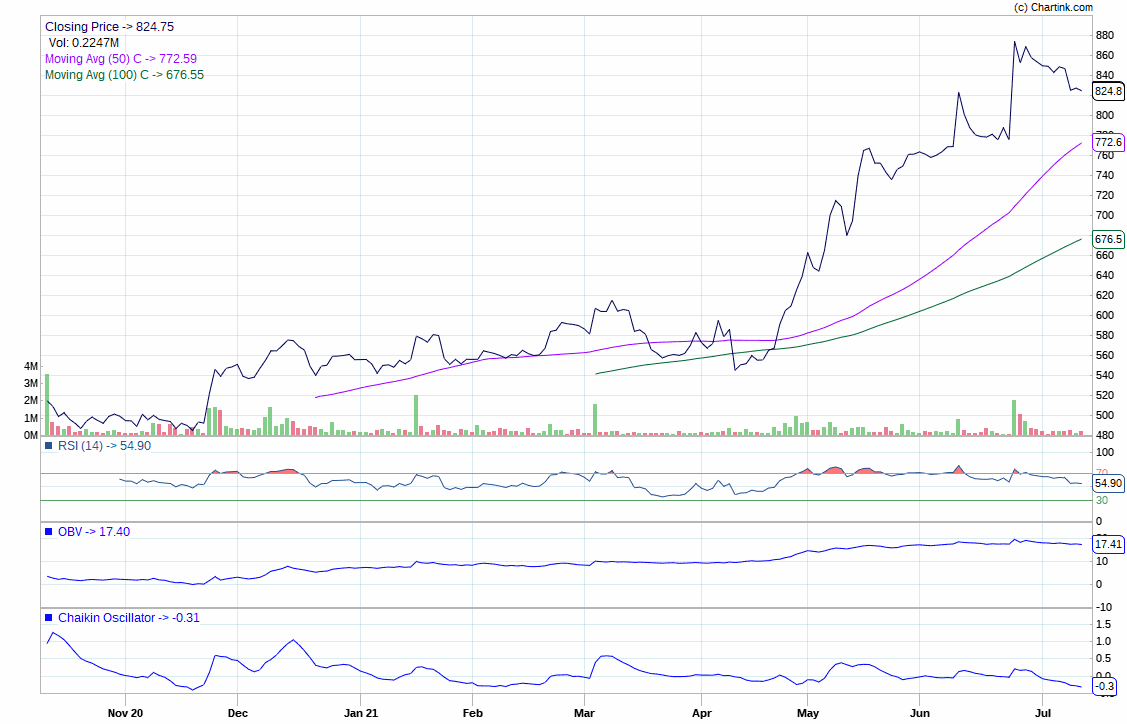 (c) Chartink.com
Closing Price -> 824.75
Vol: 0.2247M
Moving Avg (50) C -> 772.59
Moving Avg (100) C -> 676.55
880
860
840
824.8
800
780
772.6
760
740
720
700
676.5
660
640
620
600
580
560
540
520
500
480
4M
3M
2M
1M
0M
RSI (14) -> 54.90
100
70
54.90
30
0
OBV -> 17.40
17.41
10
0
-10
Chaikin Oscillator -> -0.31
1.5
1.0
0.5
0.0
-0.3
Nov 20 Dec Jan 21 Feb Mar Apr May Jun Jul